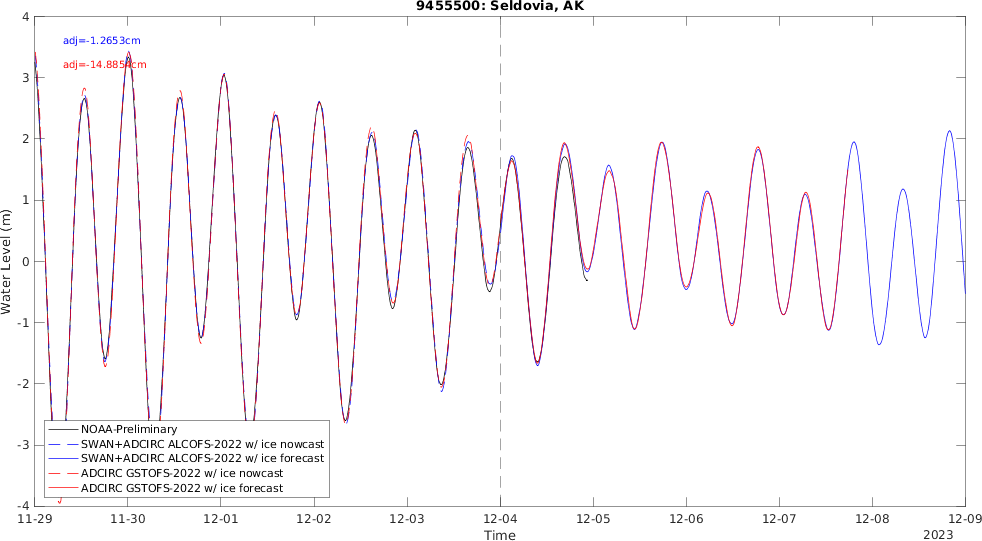 9455500: Seldovia, AK
adj=-1.2653cm
adj=-14.8854cm
Water Level (m)
4
3
2
1
0
-1
-2
-3
-4
NOAA-Preliminary
SWAN+ADCIRC ALCOFS-2022 w/ ice nowcast
SWAN+ADCIRC ALCOFS-2022 w/ ice forecast
ADCIRC GSTOFS-2022 w/ ice nowcast
ADCIRC GSTOFS-2022 w/ ice forecast
11-29 11-30 12-01 12-02 12-03 12-04 12-05 12-06 12-07 12-08 12-09
Time
2023